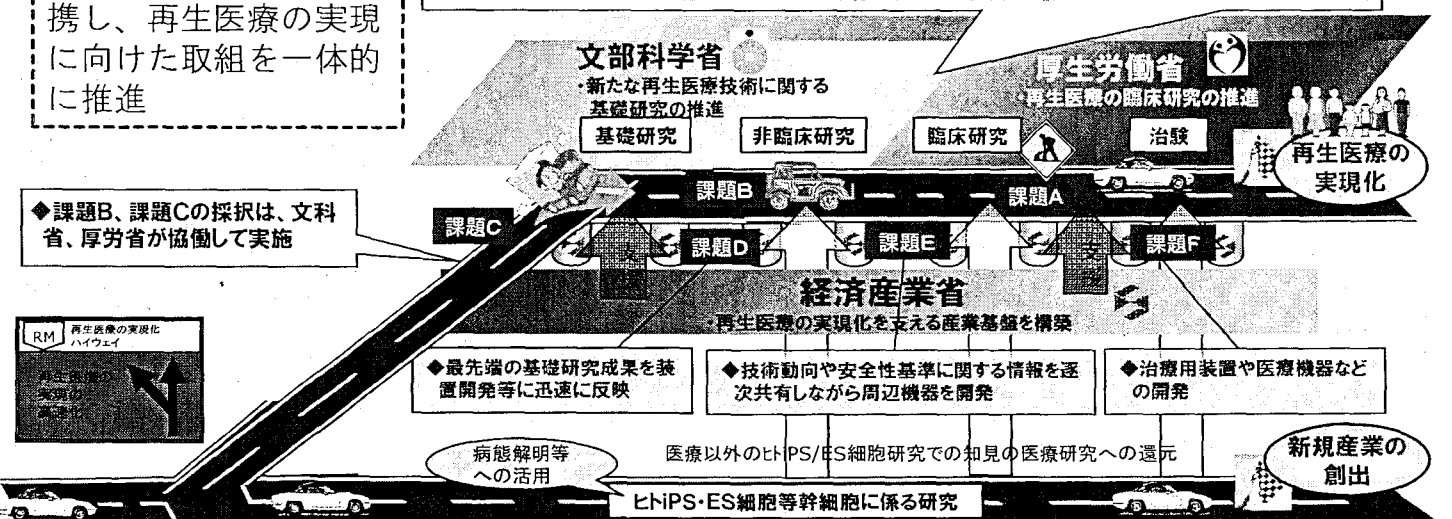 携し、再生医療の実現
に向けた取組を一体的
に推進
文部科学省
・新たな再生医療技術に関する
基礎研究の推進
厚生労働省
・再生医療の臨床研究の推進
基礎研究
非臨床研究
臨床研究
治験
再生医療の
実現化
◆課題B、課題Cの採択は、文科
省、厚労省が協働して実施
課題C
課題B
課題A
課題D
課題E
課題F
支援
支援
経済産業省
・再生医療の実現化を支える産業基盤を構築
RM
再生医療の実現化
ハイウェイ
再生医療の
実現の
高速化
◆最先端の基礎研究成果を装
置開発等に迅速に反映
◆技術動向や安全性基準に関する情報を逐
次共有しながら周辺機器を開発
◆治療用装置や医療機器など
の開発
病態解明等
への活用
医療以外のヒトiPS/ES細胞研究での知見の医療研究への還元
新規産業の
創出
ヒトiPS・ES細胞等幹細胞に係る研究